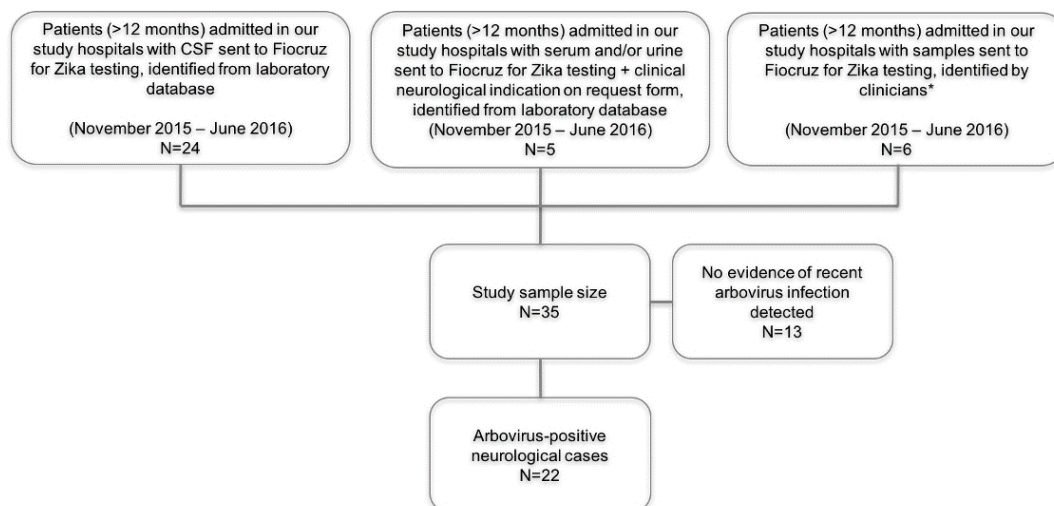 Patients (>12 months) admitted in our
study hospitals with CSF sent to Fiocruz
for Zika testing, identified from laboratory
database
(November 2015 – June 2016)
N=24
Patients (>12 months) admitted in our
study hospitals with serum and/or urine
sent to Fiocruz for Zika testing + clinical
neurological indication on request form,
identified from laboratory database
(November 2015 – June 2016)
N=5
Patients (>12 months) admitted in our
study hospitals with samples sent to
Fiocruz for Zika testing, identified by
clinicians*
(November 2015 – June 2016)
N=6
Study sample size
N=35
No evidence of recent
arbovirus infection
detected
N=13
Arbovirus-positive
neurological cases
N=22